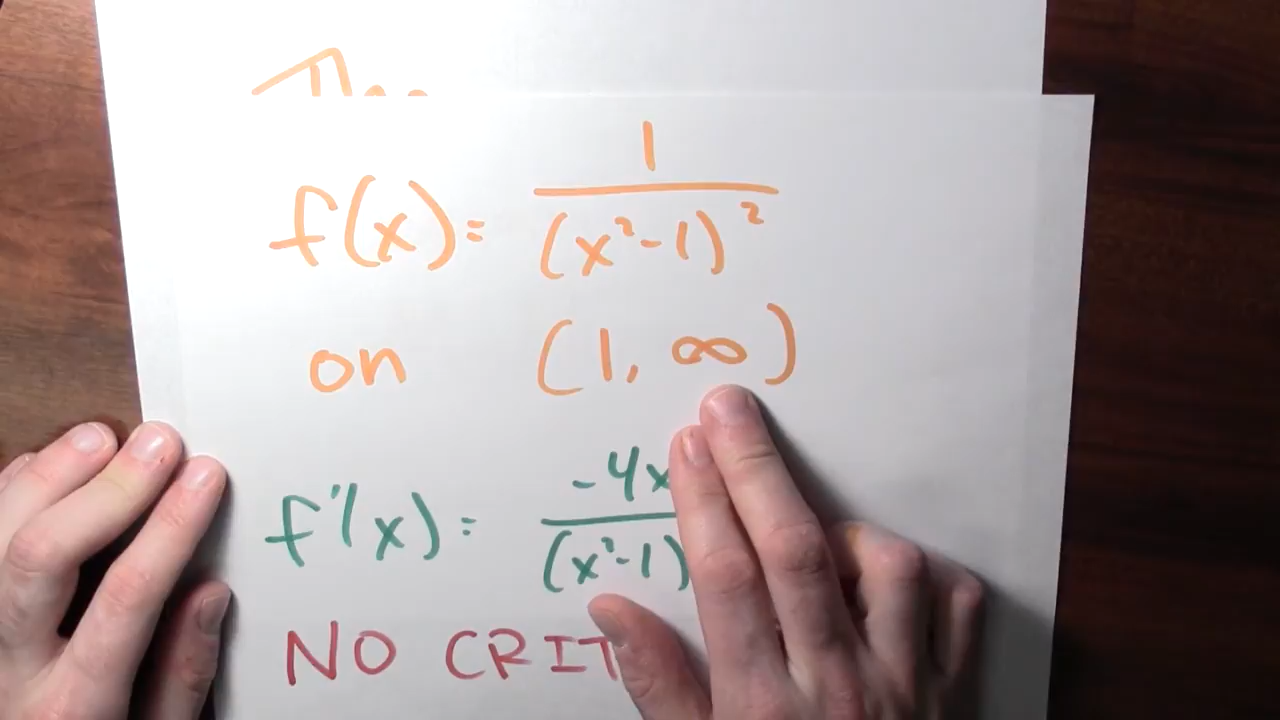 f(x) = 1/(x²-1)²
on (1, ∞)
f'(x) = -4x/(x²-1)
NO CRIT